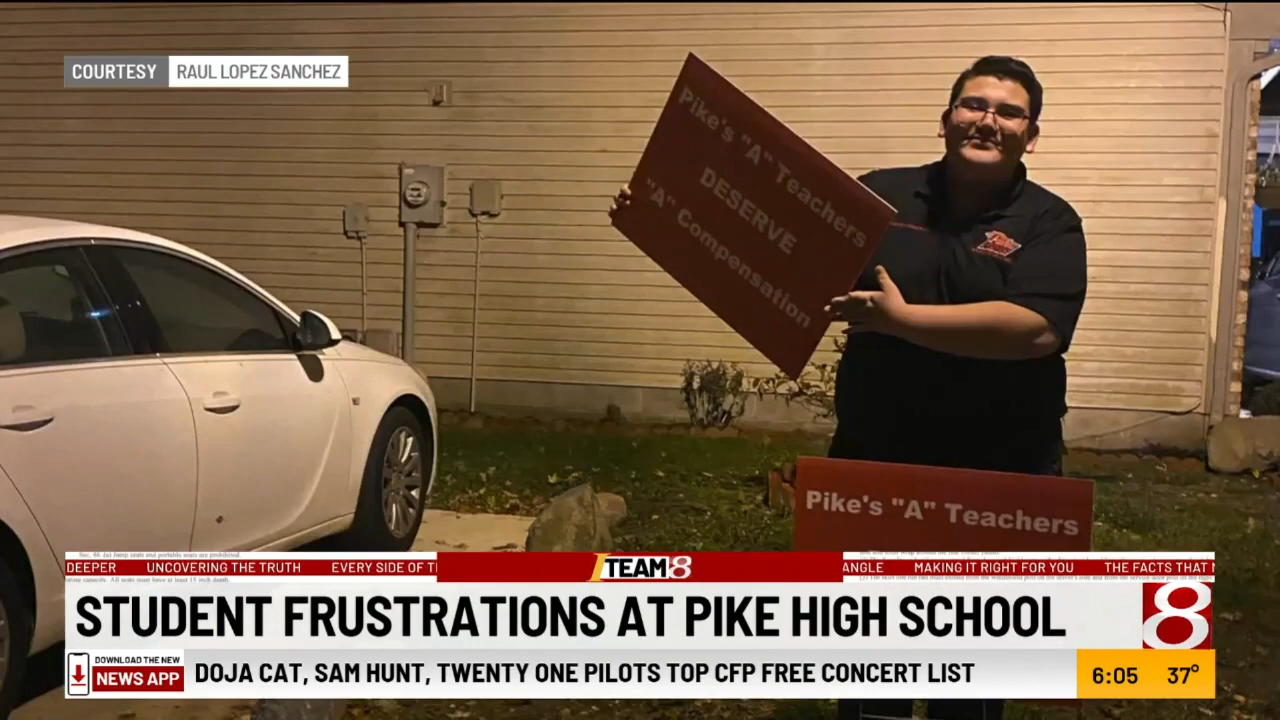 COURTESY RAUL LOPEZ SANCHEZ
Pike's "A" Teachers
DESERVE
"A" Compensation
Pike's "A" Teachers
DEEPER UNCOVERING THE TRUTH EVERY SIDE OF T
I TEAM 8
ANGLE MAKING IT RIGHT FOR YOU THE FACTS THAT
STUDENT FRUSTRATIONS AT PIKE HIGH SCHOOL
8
DOWNLOAD THE NEW
NEWS APP
DOJA CAT, SAM HUNT, TWENTY ONE PILOTS TOP CFP FREE CONCERT LIST
6:05 37°